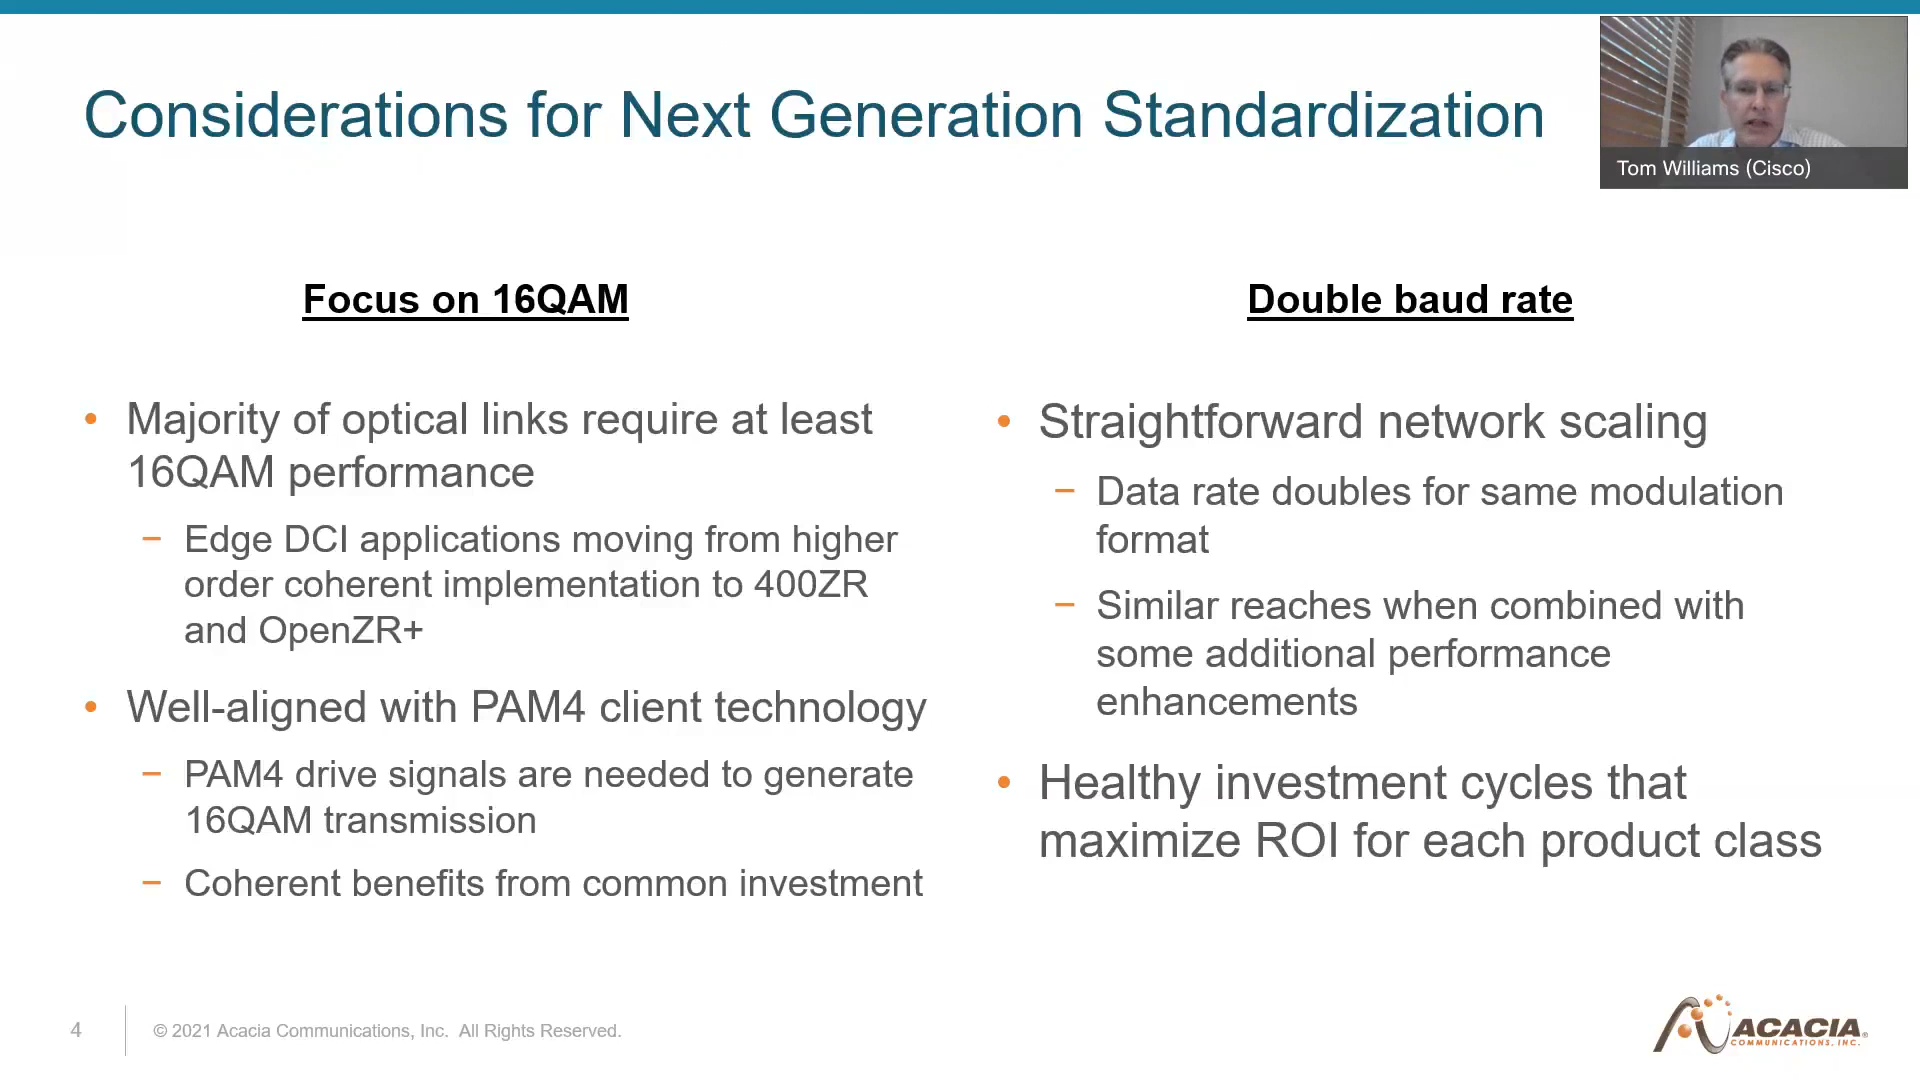 Considerations for Next Generation Standardization
Tom Williams (Cisco)
Focus on 16QAM
• Majority of optical links require at least
16QAM performance
− Edge DCI applications moving from higher
order coherent implementation to 400ZR
and OpenZR+
• Well-aligned with PAM4 client technology
− PAM4 drive signals are needed to generate
16QAM transmission
− Coherent benefits from common investment
Double baud rate
• Straightforward network scaling
− Data rate doubles for same modulation
format
− Similar reaches when combined with
some additional performance
enhancements
• Healthy investment cycles that
maximize ROI for each product class
4
© 2021 Acacia Communications, Inc. All Rights Reserved.
ACACIA®
COMMUNICATIONS, INC.